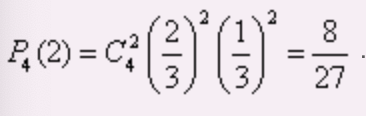 P₄(2) = C₄² (2/3)² (1/3)² = 8/27 .